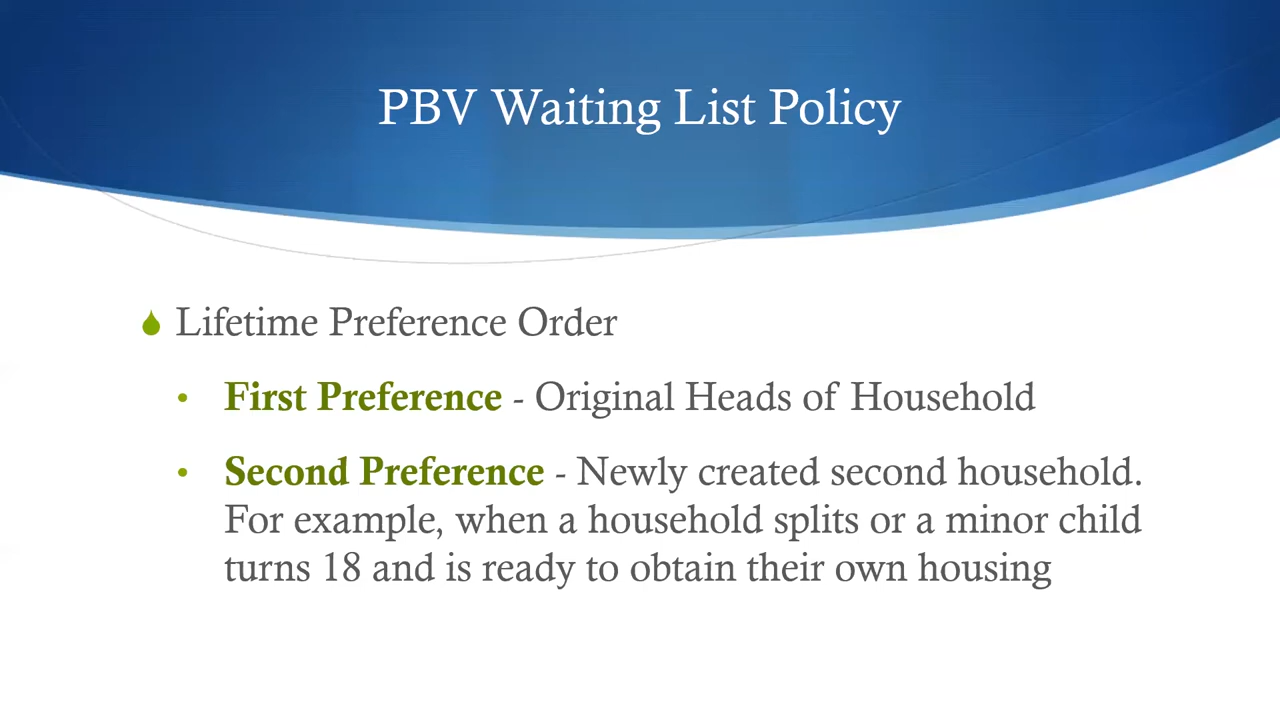 PBV Waiting List Policy
Lifetime Preference Order
• First Preference - Original Heads of Household
• Second Preference - Newly created second household.
For example, when a household splits or a minor child
turns 18 and is ready to obtain their own housing